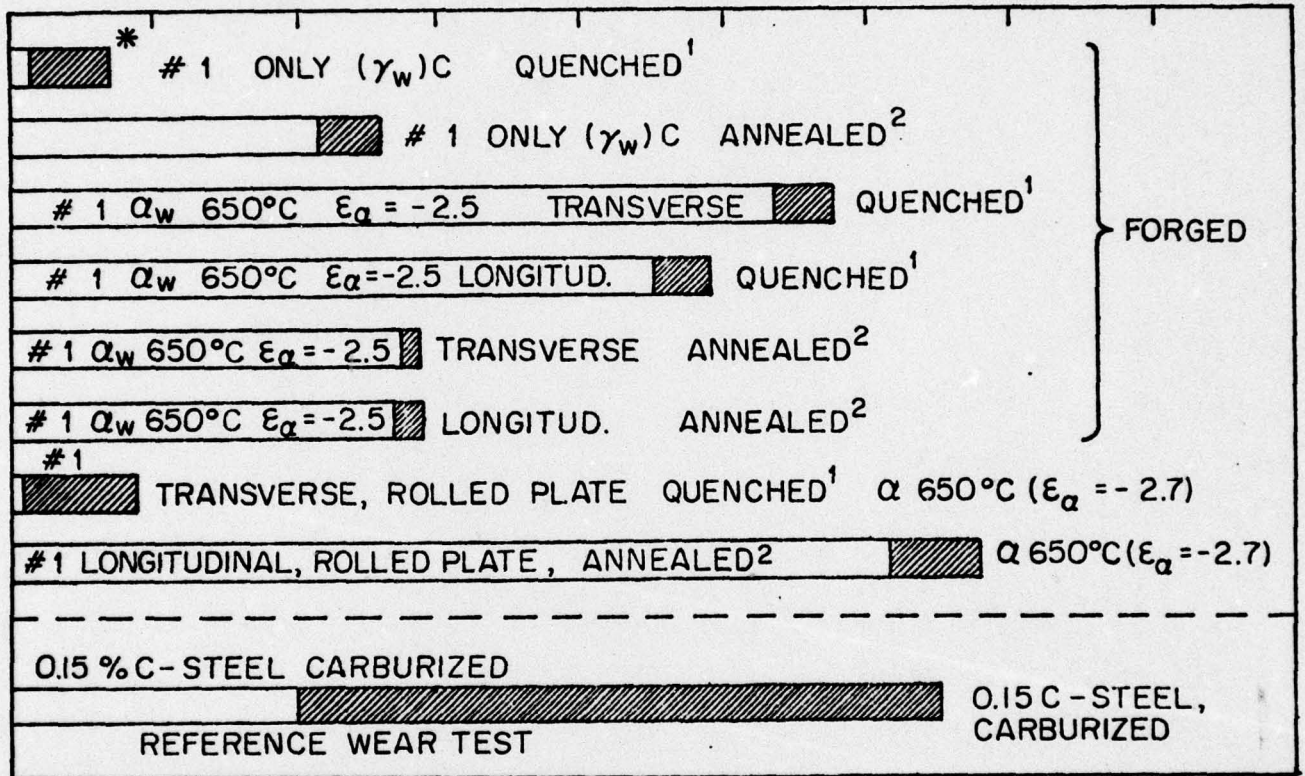 *
# 1 ONLY (γw)C QUENCHED¹
# 1 ONLY (γw)C ANNEALED²
# 1 αw 650°C εα = -2.5 TRANSVERSE QUENCHED¹
FORGED
# 1 αw 650°C εα=-2.5 LONGITUD. QUENCHED¹
# 1 αw 650°C εα = -2.5 TRANSVERSE ANNEALED²
# 1 αw 650°C εα=-2.5 LONGITUD. ANNEALED²
# 1
TRANSVERSE, ROLLED PLATE QUENCHED¹ α 650°C (εα = - 2.7)
# 1 LONGITUDINAL, ROLLED PLATE, ANNEALED² α 650°C (εα =-2.7)
0.15 % C-STEEL CARBURIZED
0.15 C-STEEL,
CARBURIZED
REFERENCE WEAR TEST